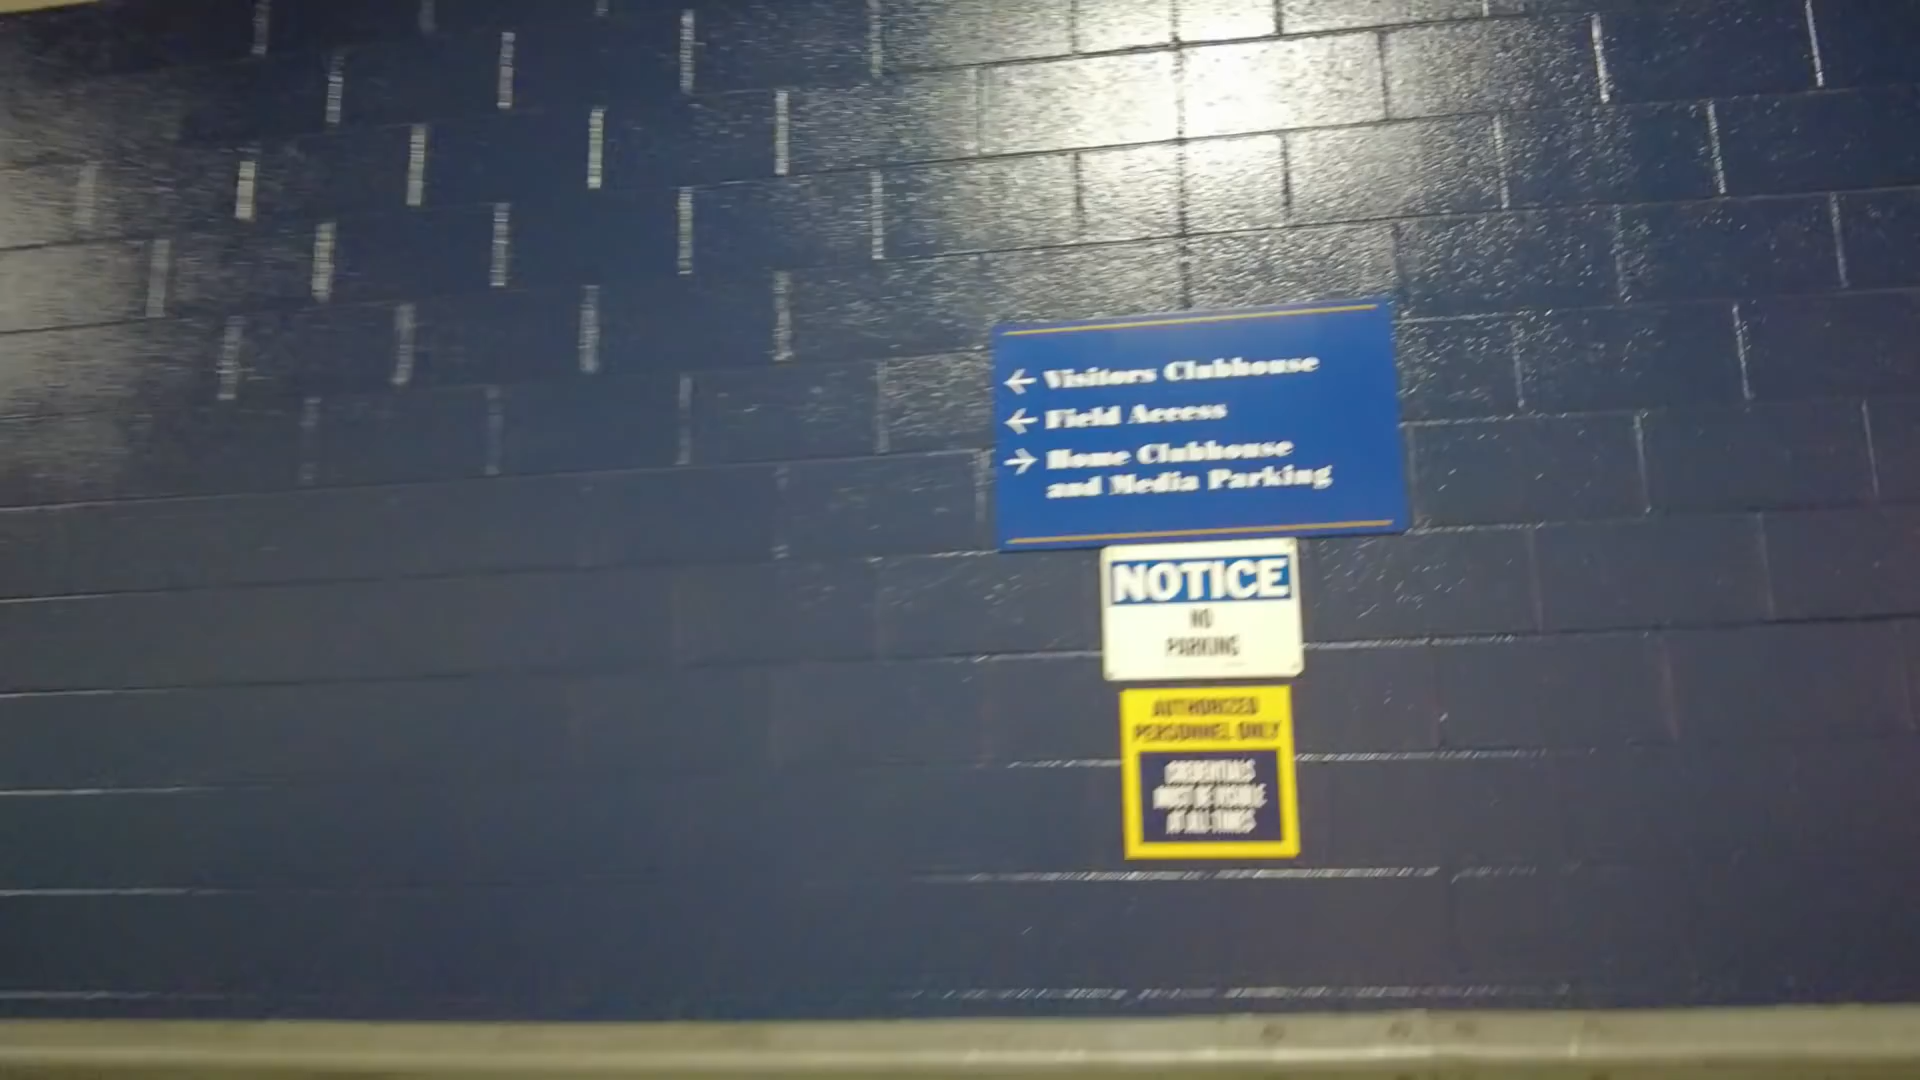 ← Visitors Clubhouse
← Field Access
→ Home Clubhouse
and Media Parking
NOTICE
NO
PARKING
AUTHORIZED
PERSONNEL ONLY
CREDENTIALS
MUST BE VISIBLE
AT ALL TIMES